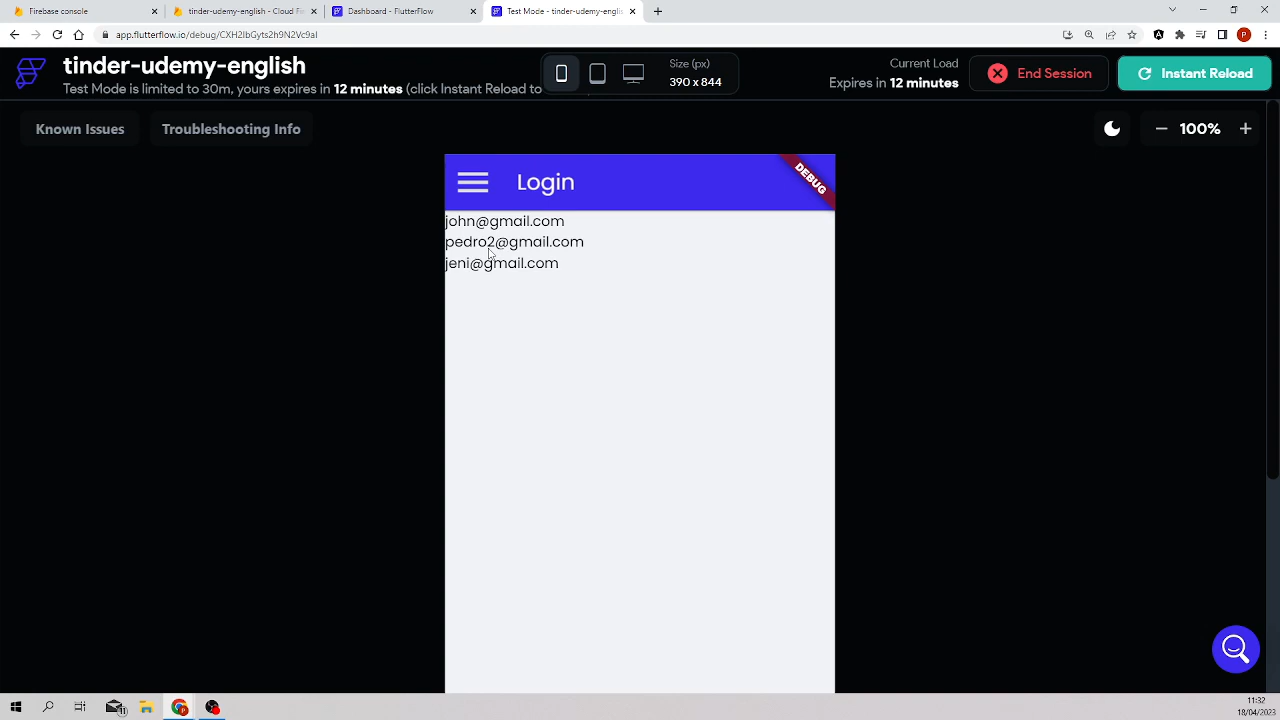 Firebase console
tinder-udemy-english - Cloud Fi
Dashboard - FlutterFlow
Test Mode - tinder-udemy-englis
app.flutterflow.io/debug/CXH2IbGyts2h9N2Vc9al
tinder-udemy-english
Test Mode is limited to 30m, yours expires in 12 minutes (click Instant Reload to
Size (px)
390 x 844
Current Load
Expires in 12 minutes
End Session
Instant Reload
Known Issues
Troubleshooting Info
100%
Login
DEBUG
john@gmail.com
pedro2@gmail.com
jeni@gmail.com
11:32
18/04/2023